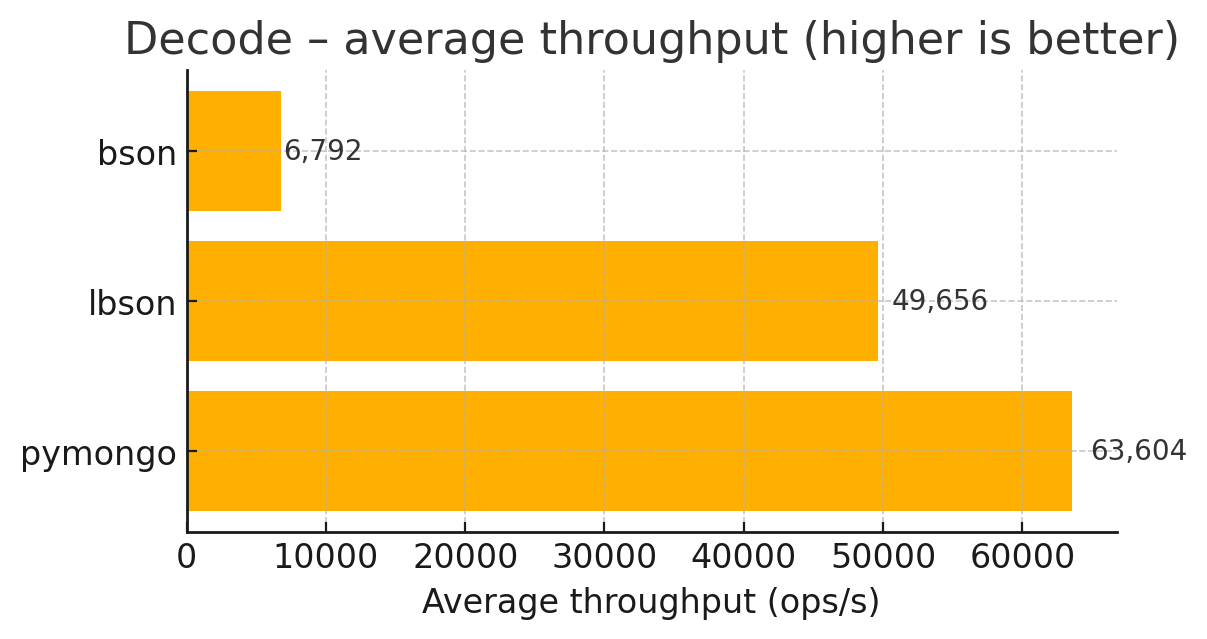 Decode – average throughput (higher is better)
bson
6,792
lbson
49,656
pymongo
63,604
0 10000 20000 30000 40000 50000 60000
Average throughput (ops/s)